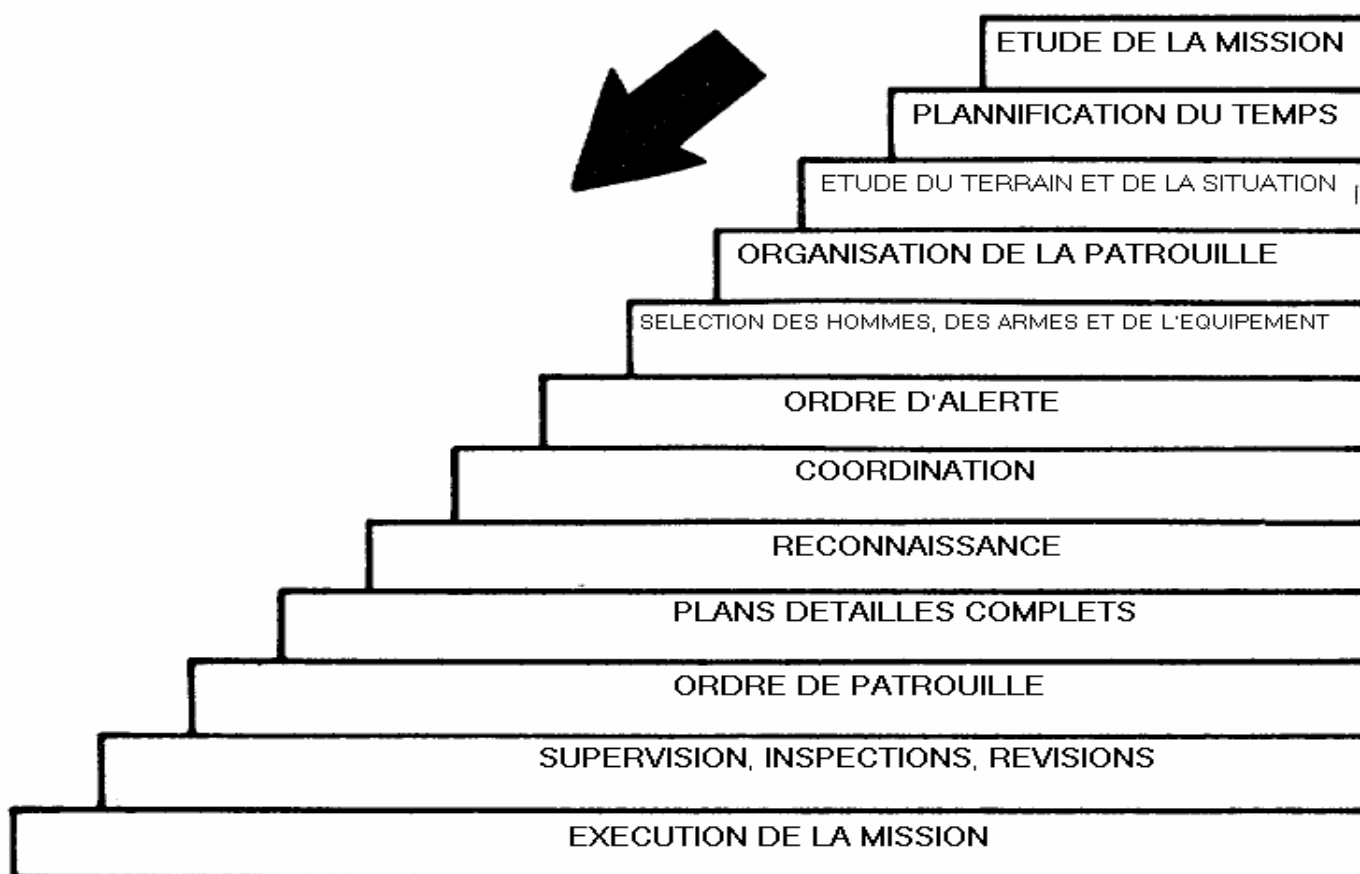 ETUDE DE LA MISSION
PLANNIFICATION DU TEMPS
ETUDE DU TERRAIN ET DE LA SITUATION
ORGANISATION DE LA PATROUILLE
SELECTION DES HOMMES, DES ARMES ET DE L'EQUIPEMENT
ORDRE D'ALERTE
COORDINATION
RECONNAISSANCE
PLANS DETAILLES COMPLETS
ORDRE DE PATROUILLE
SUPERVISION, INSPECTIONS, REVISIONS
EXECUTION DE LA MISSION